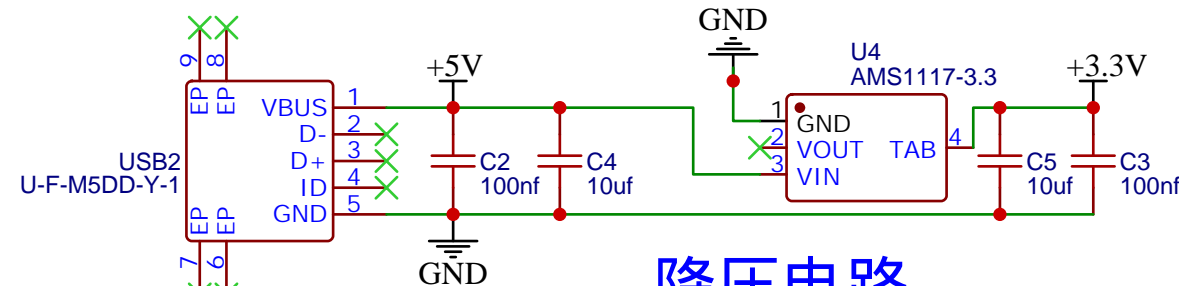 GND
9
8
EP
EP
+5V
U4
AMS1117-3.3
+3.3V
VBUS
1
D-
2
D+
3
ID
4
GND
5
USB2
U-F-M5DD-Y-1
C2
100nf
C4
10uf
1
GND
2
VOUT
TAB
4
3
VIN
C5
10uf
C3
100nf
EP
EP
7
6
GND
降压电路